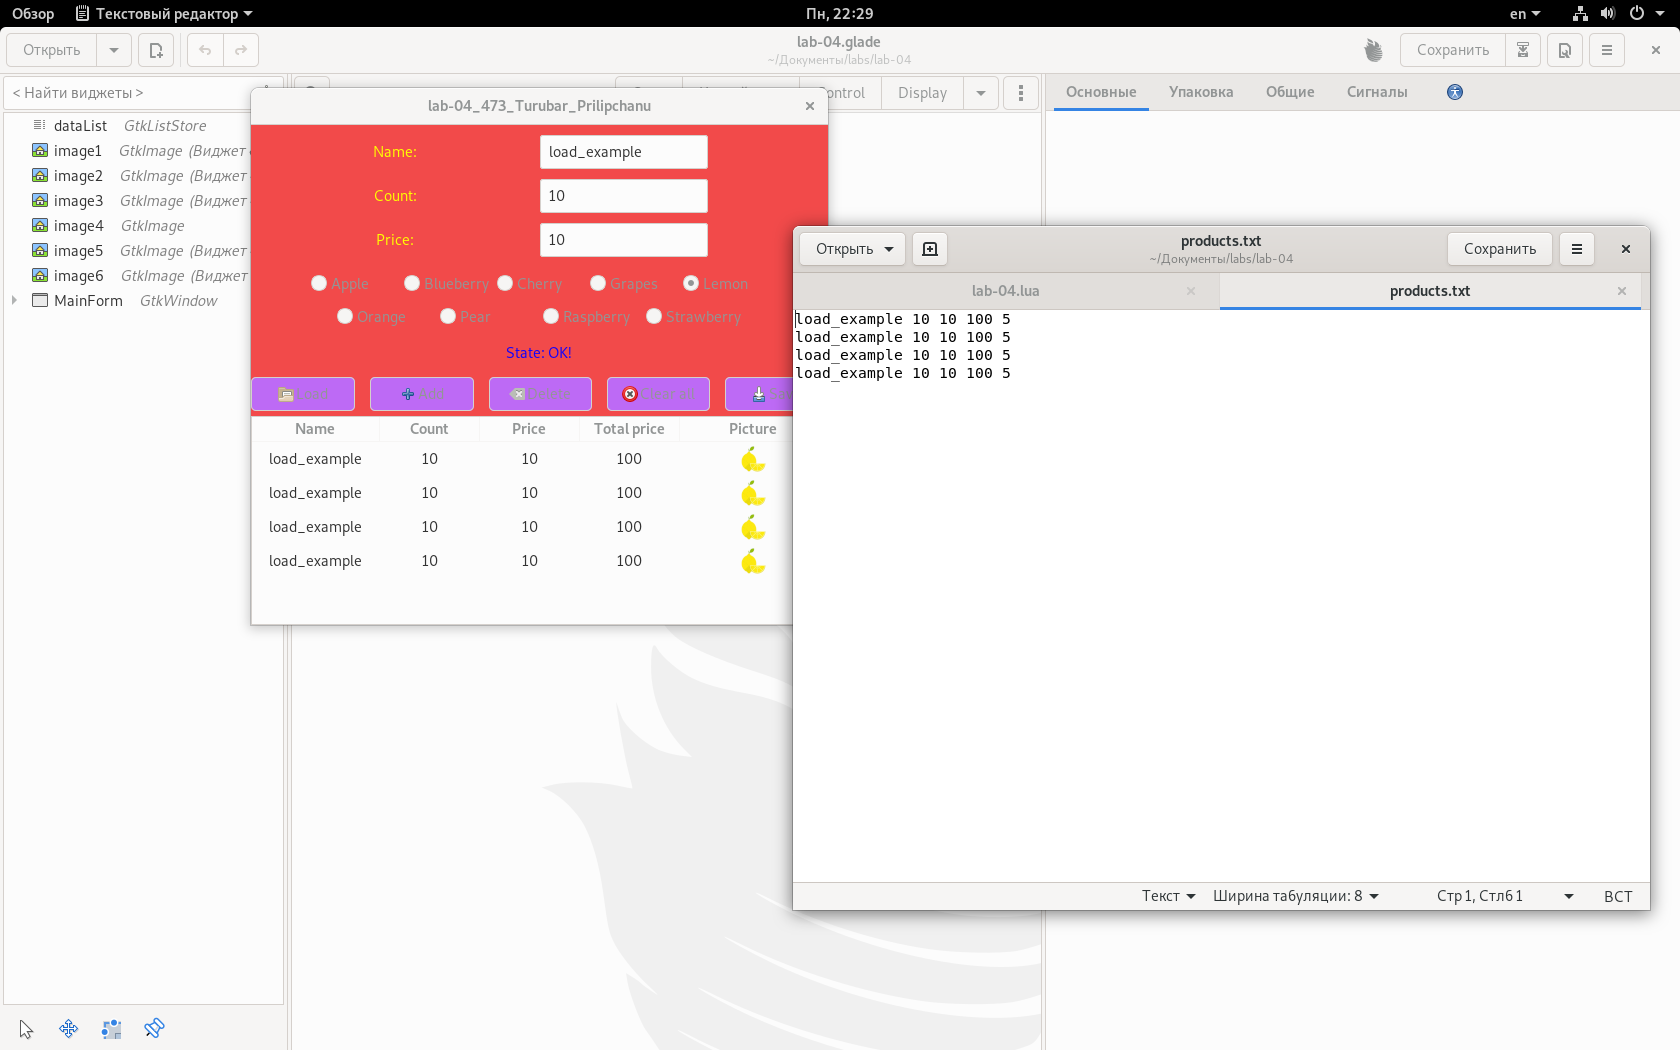 Обзор Текстовый редактор Пн, 22:29 en
Открыть lab-04.glade Сохранить
~/Документы/labs/lab-04
< Найти виджеты > Display Основные Упаковка Общие Сигналы
dataList GtkListStore
image1 GtkImage (Виджет
image2 GtkImage (Виджет
image3 GtkImage (Виджет
image4 GtkImage
image5 GtkImage (Виджет
image6 GtkImage (Виджет
MainForm GtkWindow
lab-04_473_Turubar_Prilipchanu
Name: load_example
Count: 10
Price: 10
Apple Blueberry Cherry Grapes Lemon
Orange Pear Raspberry Strawberry
State: OK!
Load Add Delete Clear all
Name Count Price Total price Picture
load_example 10 10 100
load_example 10 10 100
load_example 10 10 100
load_example 10 10 100
Открыть products.txt Сохранить
~/Документы/labs/lab-04
lab-04.lua products.txt
load_example 10 10 100 5
load_example 10 10 100 5
load_example 10 10 100 5
load_example 10 10 100 5
Текст Ширина табуляции: 8 Стр 1, Стлб 1 ВСТ